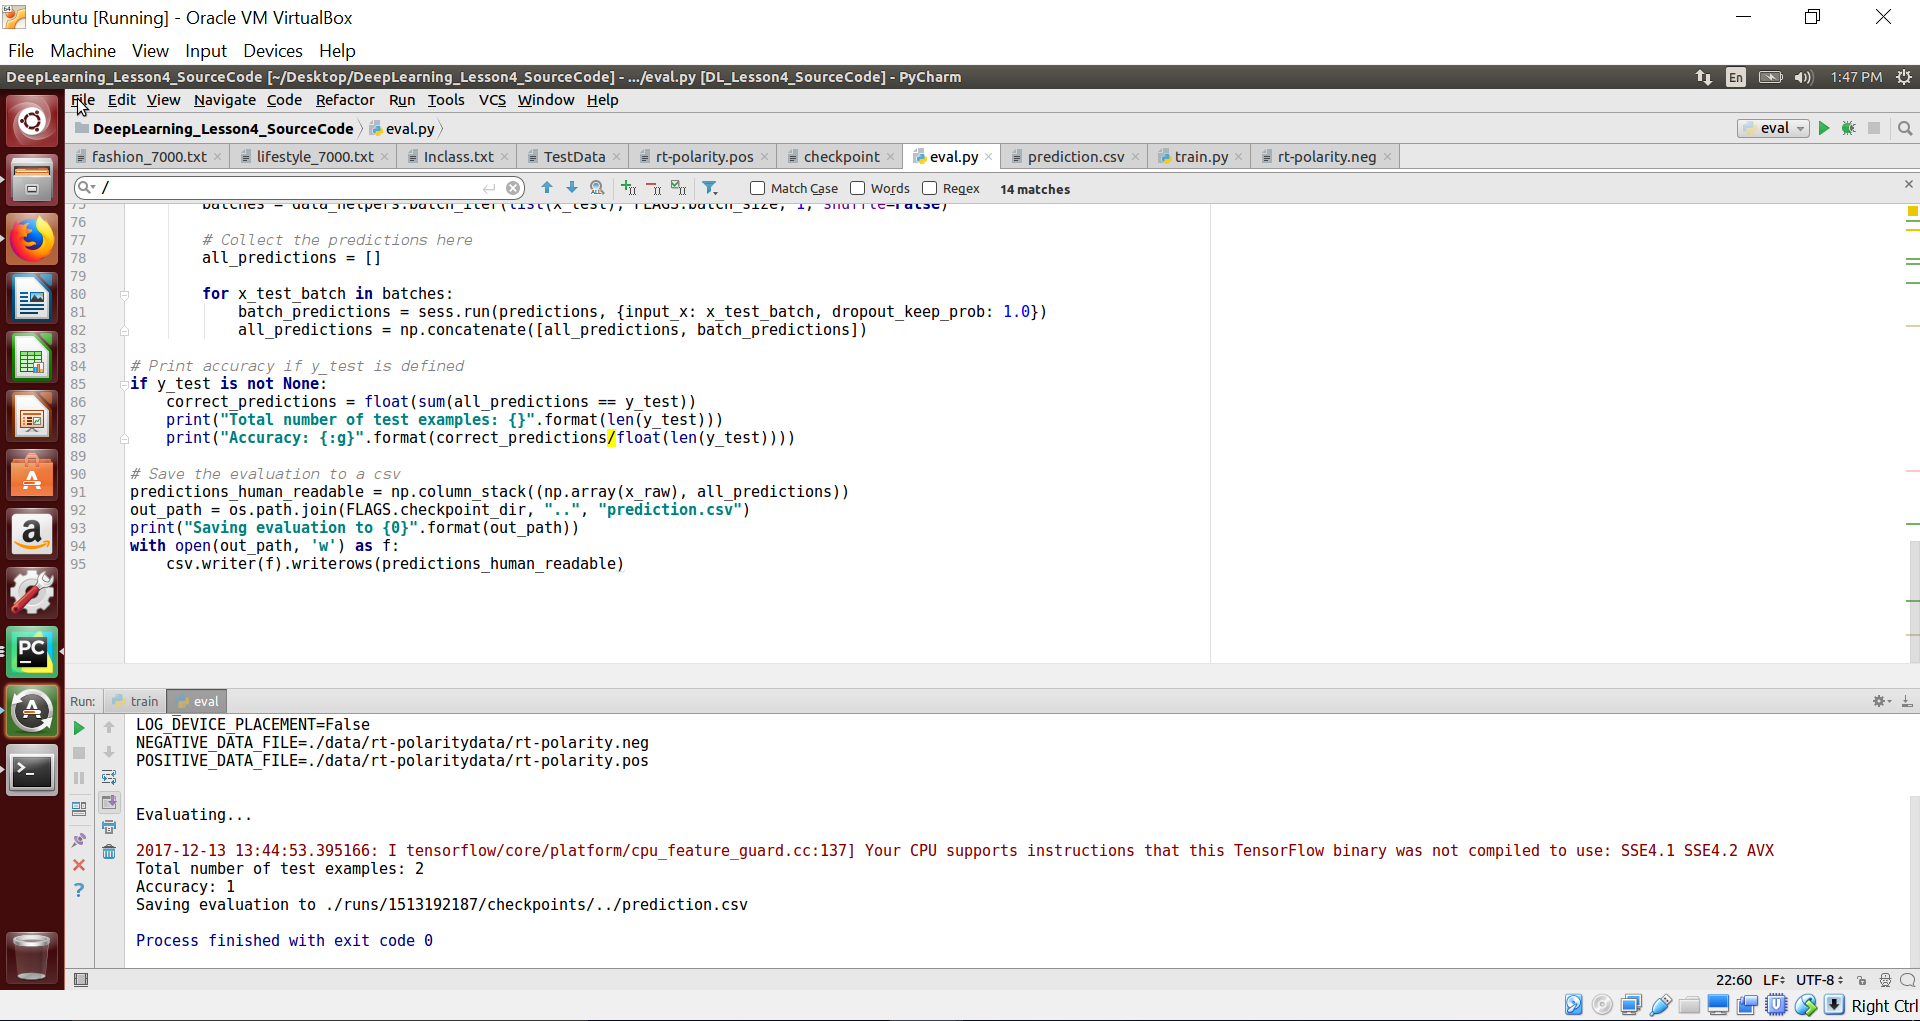 ubuntu [Running] - Oracle VM VirtualBox
File Machine View Input Devices Help
DeepLearning_Lesson4_SourceCode [~/Desktop/DeepLearning_Lesson4_SourceCode] - .../eval.py [DL_Lesson4_SourceCode] - PyCharm
En 1:47 PM
File Edit View Navigate Code Refactor Run Tools VCS Window Help
DeepLearning_Lesson4_SourceCode eval.py
eval
fashion_7000.txt lifestyle_7000.txt Inclass.txt TestData rt-polarity.pos checkpoint eval.py prediction.csv train.py rt-polarity.neg
/ Match Case Words Regex 14 matches
75 batches = data_helpers.batch_iter(list(x_test), FLAGS.batch_size, 1, shuffle=False)
76
77 # Collect the predictions here
78 all_predictions = []
79
80 for x_test_batch in batches:
81 batch_predictions = sess.run(predictions, {input_x: x_test_batch, dropout_keep_prob: 1.0})
82 all_predictions = np.concatenate([all_predictions, batch_predictions])
83
84 # Print accuracy if y_test is defined
85 if y_test is not None:
86 correct_predictions = float(sum(all_predictions == y_test))
87 print("Total number of test examples: {}".format(len(y_test)))
88 print("Accuracy: {:g}".format(correct_predictions/float(len(y_test))))
89
90 # Save the evaluation to a csv
91 predictions_human_readable = np.column_stack((np.array(x_raw), all_predictions))
92 out_path = os.path.join(FLAGS.checkpoint_dir, "..", "prediction.csv")
93 print("Saving evaluation to {0}".format(out_path))
94 with open(out_path, 'w') as f:
95 csv.writer(f).writerows(predictions_human_readable)
Run: train eval
LOG_DEVICE_PLACEMENT=False
NEGATIVE_DATA_FILE=./data/rt-polaritydata/rt-polarity.neg
POSITIVE_DATA_FILE=./data/rt-polaritydata/rt-polarity.pos
Evaluating...
2017-12-13 13:44:53.395166: I tensorflow/core/platform/cpu_feature_guard.cc:137] Your CPU supports instructions that this TensorFlow binary was not compiled to use: SSE4.1 SSE4.2 AVX
Total number of test examples: 2
Accuracy: 1
Saving evaluation to ./runs/1513192187/checkpoints/../prediction.csv
Process finished with exit code 0
22:60 LF UTF-8
Right Ctrl